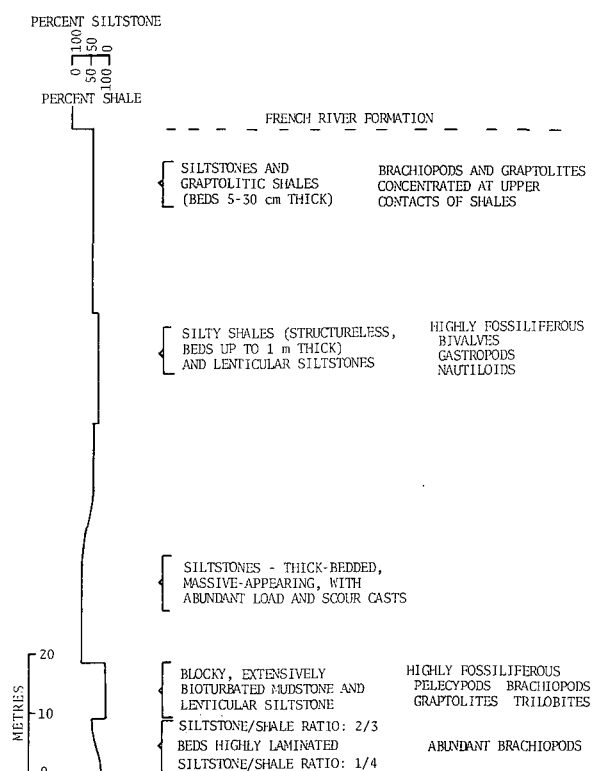 PERCENT SILTSTONE
100 50 0
0 50 100
PERCENT SHALE
FRENCH RIVER FORMATION
SILTSTONES AND
GRAPTOLITIC SHALES
(BEDS 5-30 cm THICK)
BRACHIOPODS AND GRAPTOLITES
CONCENTRATED AT UPPER
CONTACTS OF SHALES
SILTY SHALES (STRUCTURELESS,
BEDS UP TO 1 m THICK)
AND LENTICULAR SILTSTONES
HIGHLY FOSSILIFEROUS
BIVALVES
GASTROPODS
NAUTILOIDS
SILTSTONES - THICK-BEDDED,
MASSIVE-APPEARING, WITH
ABUNDANT LOAD AND SCOUR CASTS
20
10
0
METRES
BLOCKY, EXTENSIVELY
BIOTURBATED MUDSTONE AND
LENTICULAR SILTSTONE
HIGHLY FOSSILIFEROUS
PELECYPODS BRACHIOPODS
GRAPTOLITES TRILOBITES
SILTSTONE/SHALE RATIO: 2/3
BEDS HIGHLY LAMINATED
SILTSTONE/SHALE RATIO: 1/4
ABUNDANT BRACHIOPODS